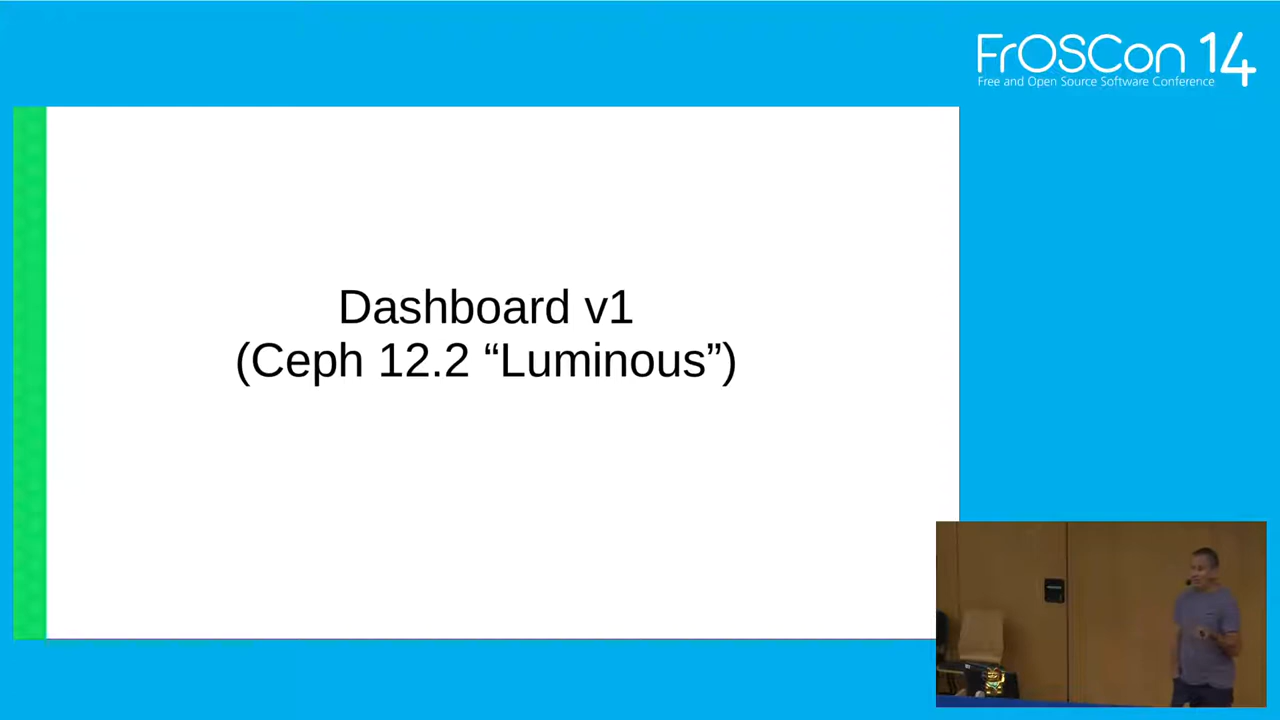 FrOSCon 14
Free and Open Source Software Conference
Dashboard v1
(Ceph 12.2 “Luminous”)